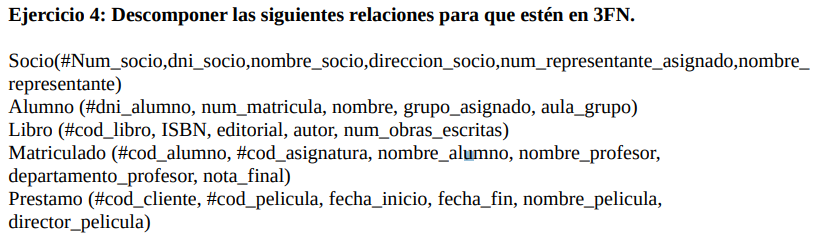 Ejercicio 4: Descomponer las siguientes relaciones para que estén en 3FN.
Socio(#Num_socio,dni_socio,nombre_socio,direccion_socio,num_representante_asignado,nombre_
representante)
Alumno (#dni_alumno, num_matricula, nombre, grupo_asignado, aula_grupo)
Libro (#cod_libro, ISBN, editorial, autor, num_obras_escritas)
Matriculado (#cod_alumno, #cod_asignatura, nombre_alumno, nombre_profesor,
departamento_profesor, nota_final)
Prestamo (#cod_cliente, #cod_pelicula, fecha_inicio, fecha_fin, nombre_pelicula,
director_pelicula)